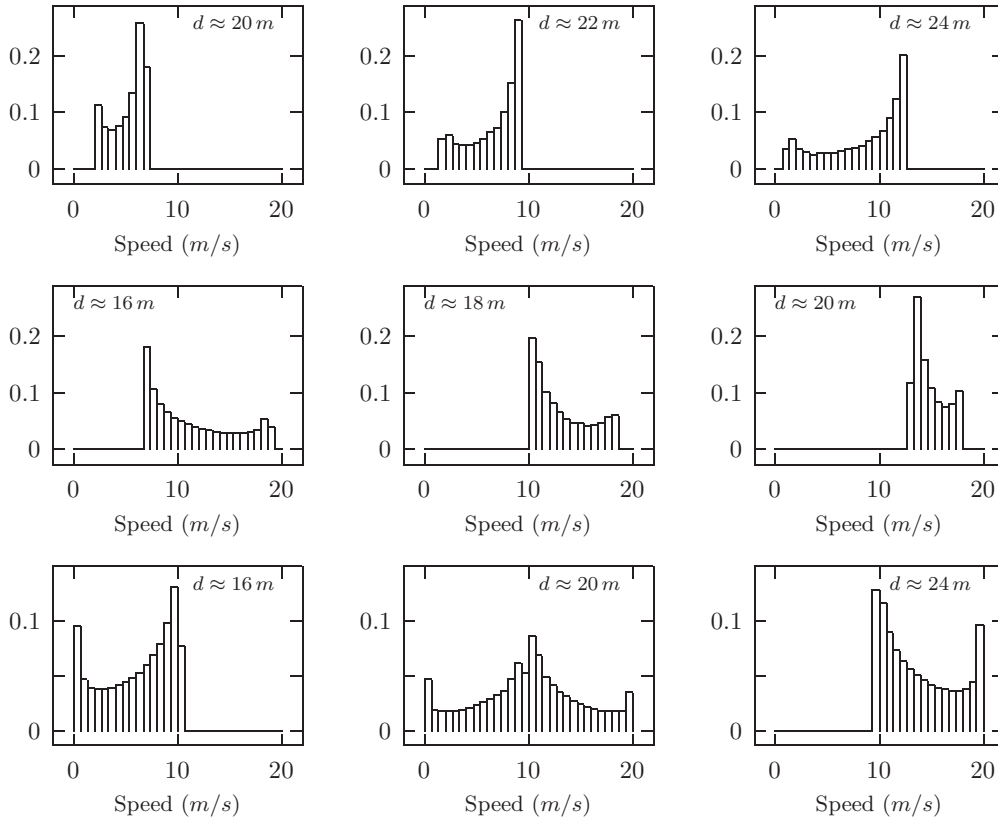 d ≈ 20 m d ≈ 22 m d ≈ 24 m
0.2 0.2 0.2
0.1 0.1 0.1
0 0 0
0 10 20 0 10 20 0 10 20
Speed (m/s) Speed (m/s) Speed (m/s)
d ≈ 16 m d ≈ 18 m d ≈ 20 m
0.2 0.2 0.2
0.1 0.1 0.1
0 0 0
0 10 20 0 10 20 0 10 20
Speed (m/s) Speed (m/s) Speed (m/s)
d ≈ 16 m d ≈ 20 m d ≈ 24 m
0.1 0.1 0.1
0 0 0
0 10 20 0 10 20 0 10 20
Speed (m/s) Speed (m/s) Speed (m/s)